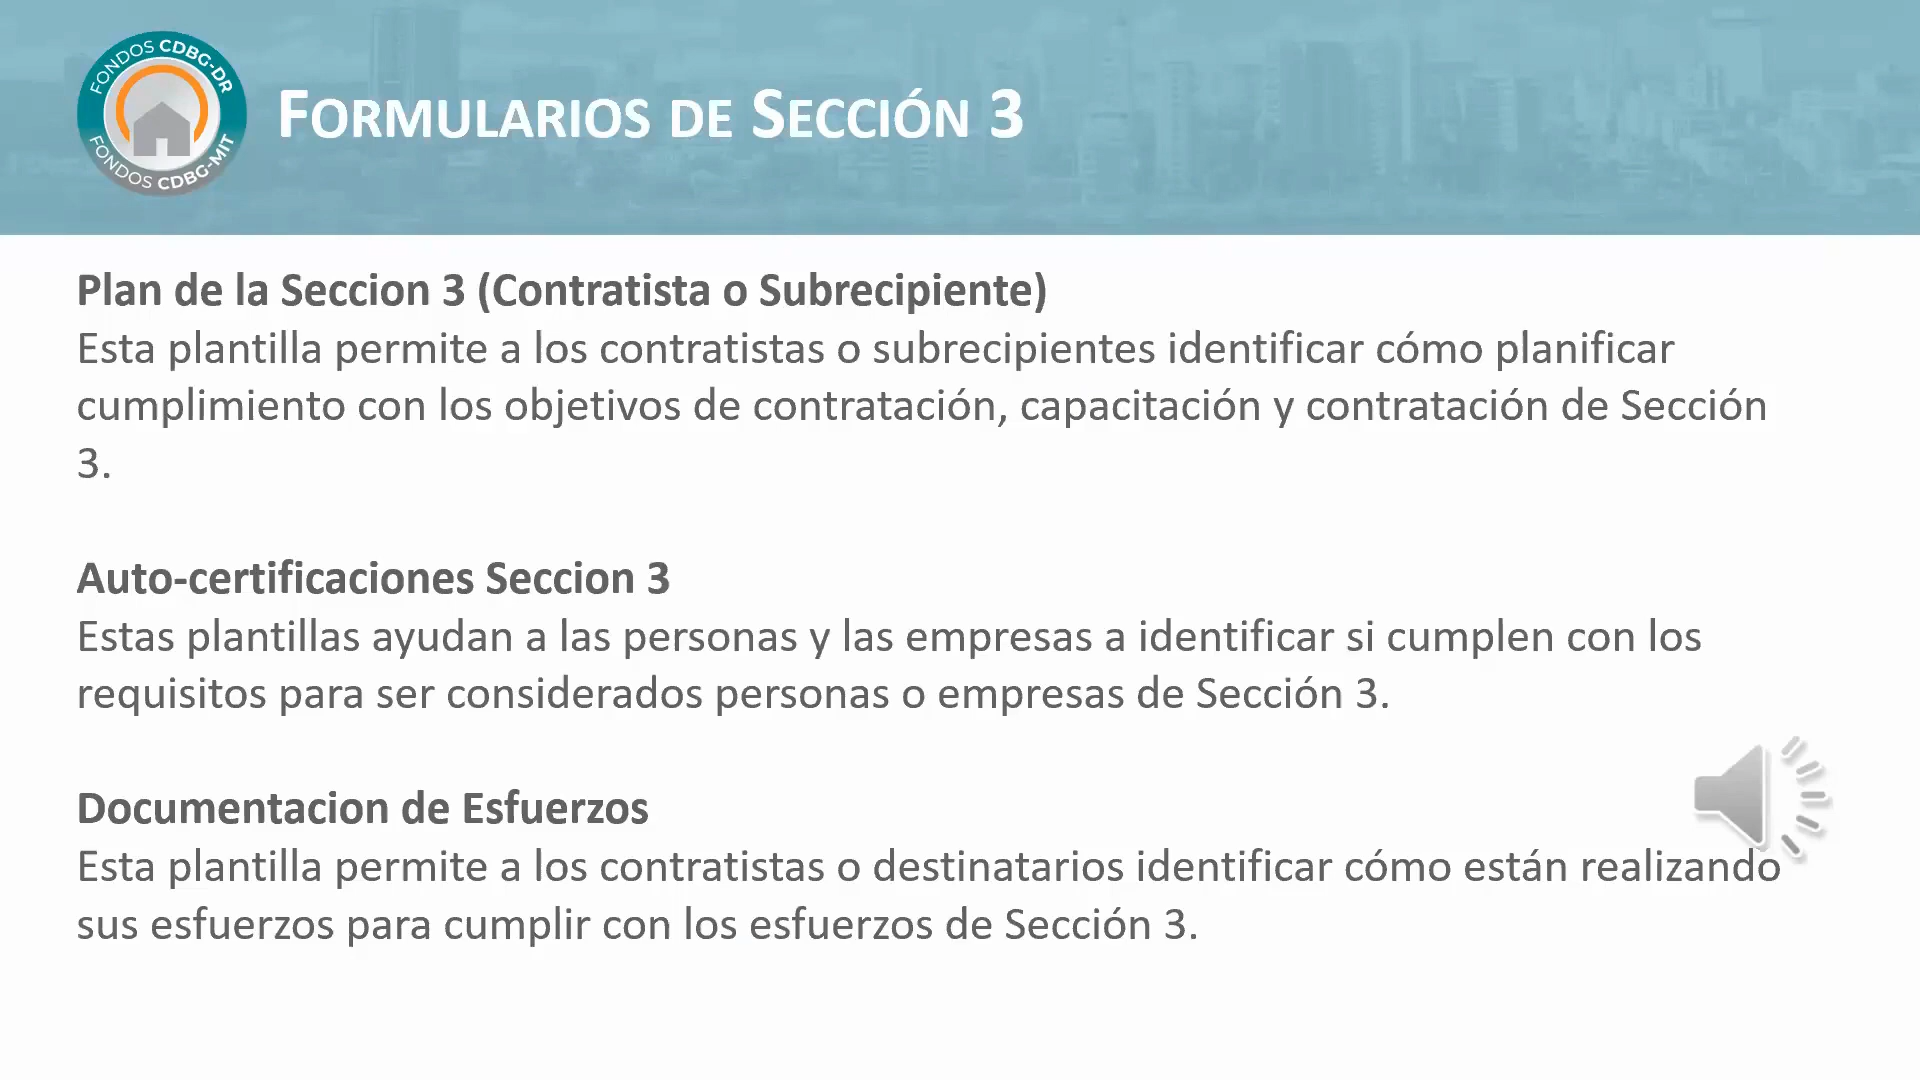 FONDOS CDBG-DR
FONDOS CDBG-MIT
FORMULARIOS DE SECCIÓN 3
Plan de la Seccion 3 (Contratista o Subrecipiente)
Esta plantilla permite a los contratistas o subrecipientes identificar cómo planificar
cumplimiento con los objetivos de contratación, capacitación y contratación de Sección
3.
Auto-certificaciones Seccion 3
Estas plantillas ayudan a las personas y las empresas a identificar si cumplen con los
requisitos para ser considerados personas o empresas de Sección 3.
Documentacion de Esfuerzos
Esta plantilla permite a los contratistas o destinatarios identificar cómo están realizando
sus esfuerzos para cumplir con los esfuerzos de Sección 3.